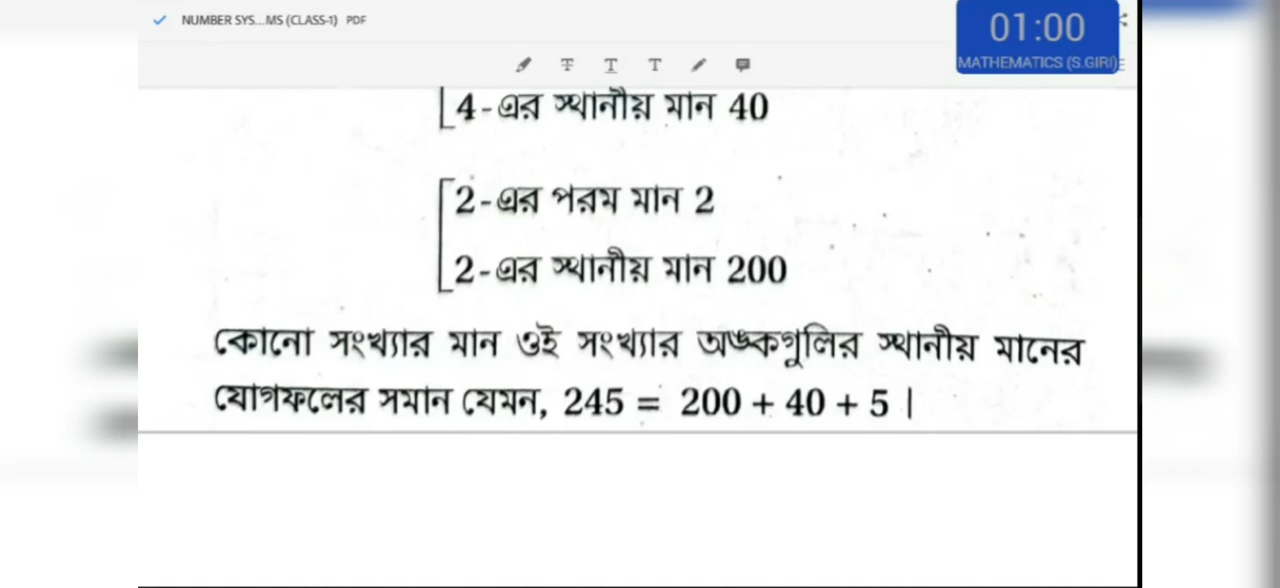 NUMBER SYS...MS (CLASS-1) PDF
01:00
MATHEMATICS (S.GIRI)
4-এর স্থানীয় মান 40
2-এর পরম মান 2
2-এর স্থানীয় মান 200
কোনো সংখ্যার মান ওই সংখ্যার অঙ্কগুলির স্থানীয় মানের
যোগফলের সমান যেমন, 245 = 200 + 40 + 5 |